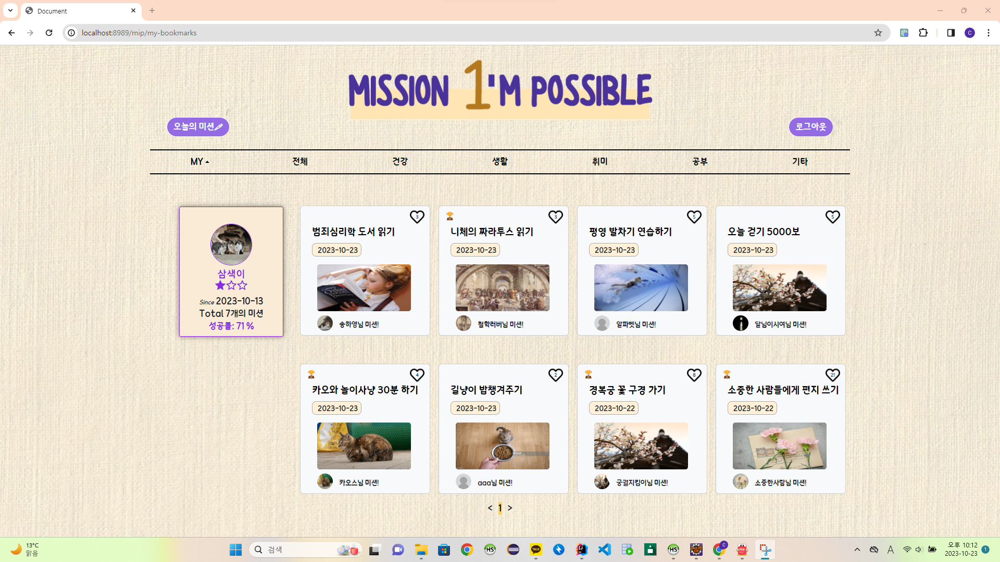 Document
localhost:8989/mip/my-bookmarks
C
MISSION 1'M POSSIBLE
오늘의 미션
로그아웃
MY
전체
건강
생활
취미
공부
기타
삼색이
Since 2023-10-13
Total 7개의 미션
성공률: 71 %
3
범죄심리학 도서 읽기
2023-10-23
송하영님 미션!
3
니체의 짜라투스 읽기
2023-10-23
철학러버님 미션!
5
평영 발차기 연습하기
2023-10-23
알파벳님 미션!
5
오늘 걷기 5000보
2023-10-23
달님이시여님 미션!
4
카오와 놀이사냥 30분 하기
2023-10-23
카오
카오스님 미션!
2
길냥이 밥챙겨주기
2023-10-23
aaa님 미션!
8
경복궁 꽃 구경 가기
2023-10-22
궁궐지킴이님 미션!
21
소중한 사람들에게 편지 쓰기
2023-10-22
소중한사람님 미션!
< 1 >
13°C
맑음
검색
HS
TALK
IJ
HS
C
PDF
A
오후 10:12
2023-10-23
1